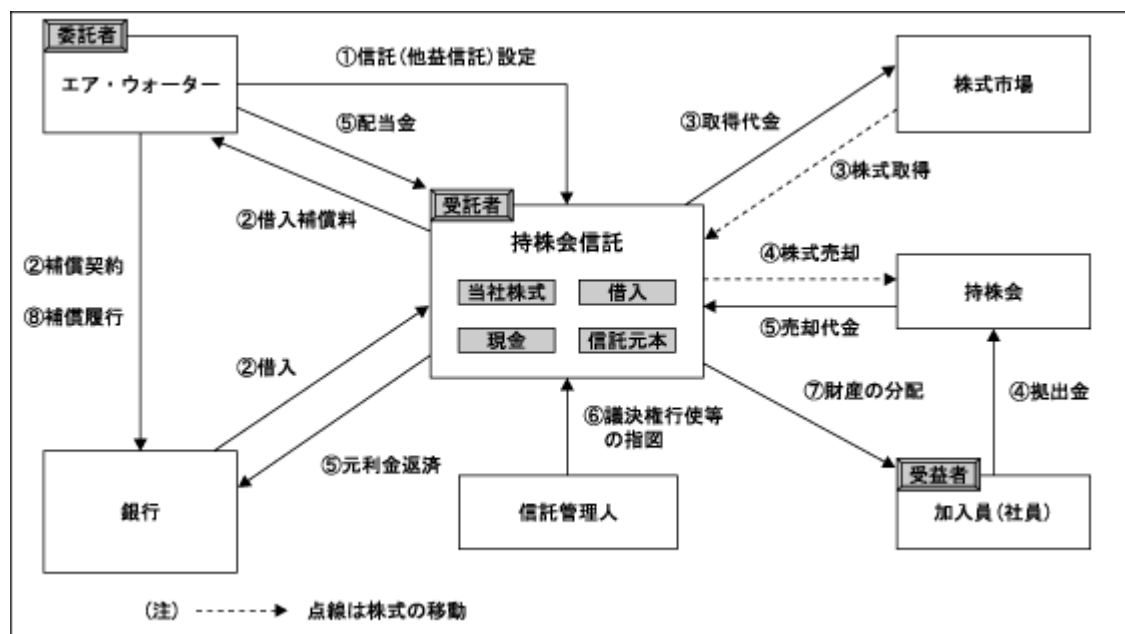 委託者
エア・ウォーター
①信託(他益信託)設定
株式市場
⑤配当金
③取得代金
③株式取得
受託者
②借入補償料
持株会信託
④株式売却
②補償契約
当社株式
借入
持株会
⑧補償履行
⑤売却代金
現金
信託元本
②借入
⑦財産の分配
④拠出金
⑥議決権行使等
の指図
⑤元利金返済
受益者
銀行
信託管理人
加入員(社員)
(注)
点線は株式の移動